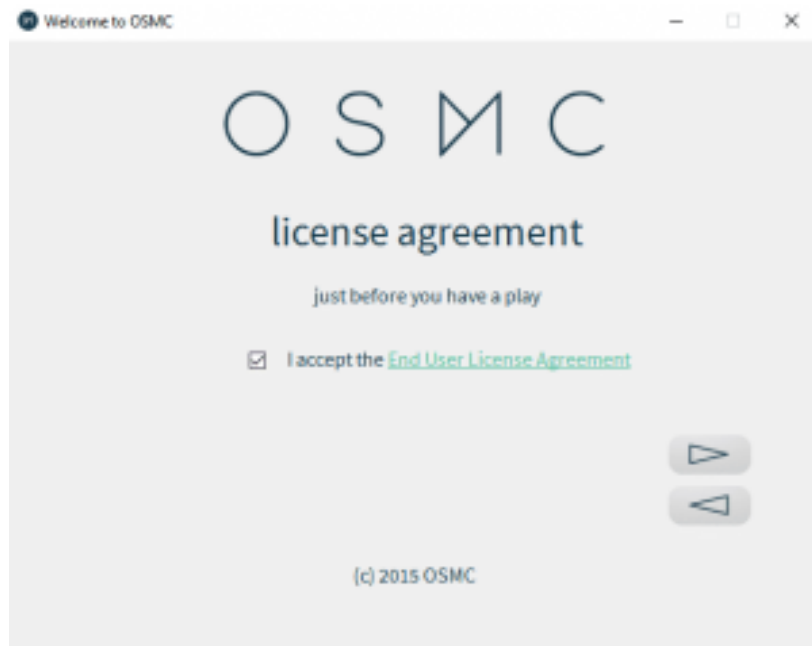 Welcome to OSMC
OSMC
license agreement
just before you have a play
I accept the End User License Agreement
(c) 2015 OSMC